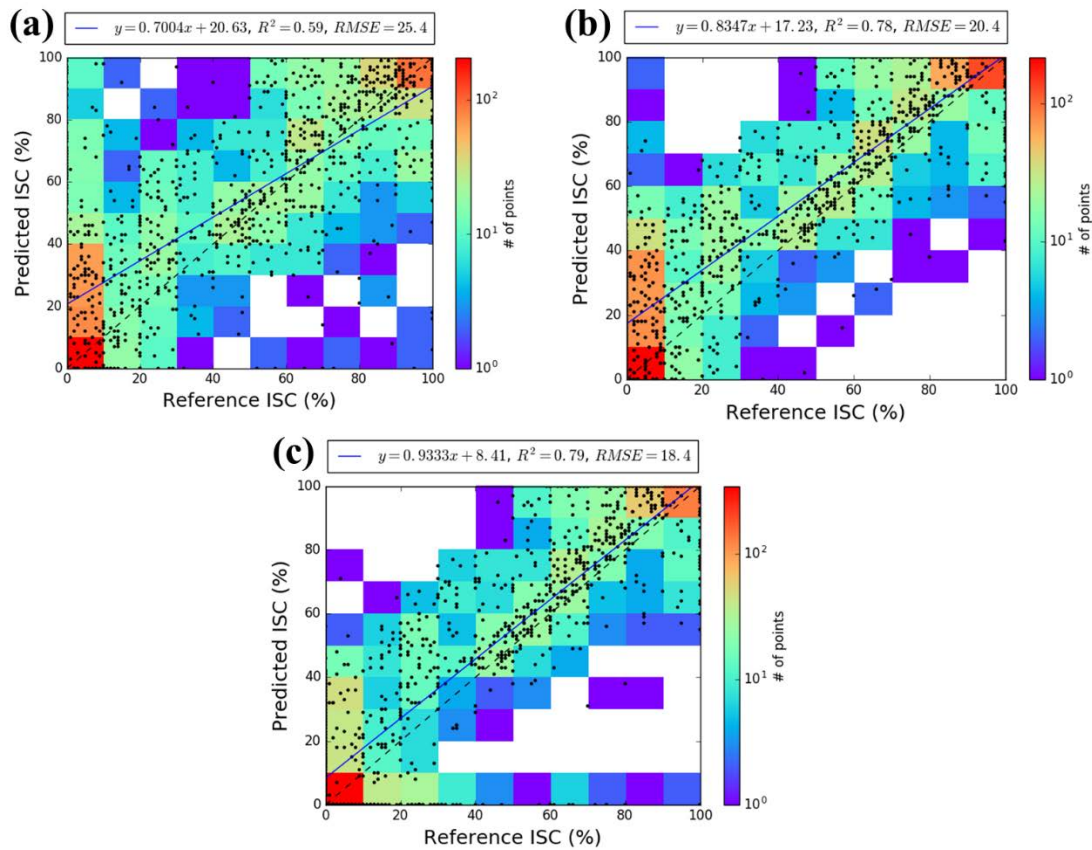 (a)
y = 0.7004x + 20.63, R² = 0.59, RMSE = 25.4
100
80
60
40
20
0
Predicted ISC (%)
0 20 40 60 80 100
Reference ISC (%)
10²
10¹
10⁰
# of points
(b)
y = 0.8347x + 17.23, R² = 0.78, RMSE = 20.4
100
80
60
40
20
0
Predicted ISC (%)
0 20 40 60 80 100
Reference ISC (%)
10²
10¹
10⁰
# of points
(c)
y = 0.9333x + 8.41, R² = 0.79, RMSE = 18.4
100
80
60
40
20
0
Predicted ISC (%)
0 20 40 60 80 100
Reference ISC (%)
10²
10¹
10⁰
# of points